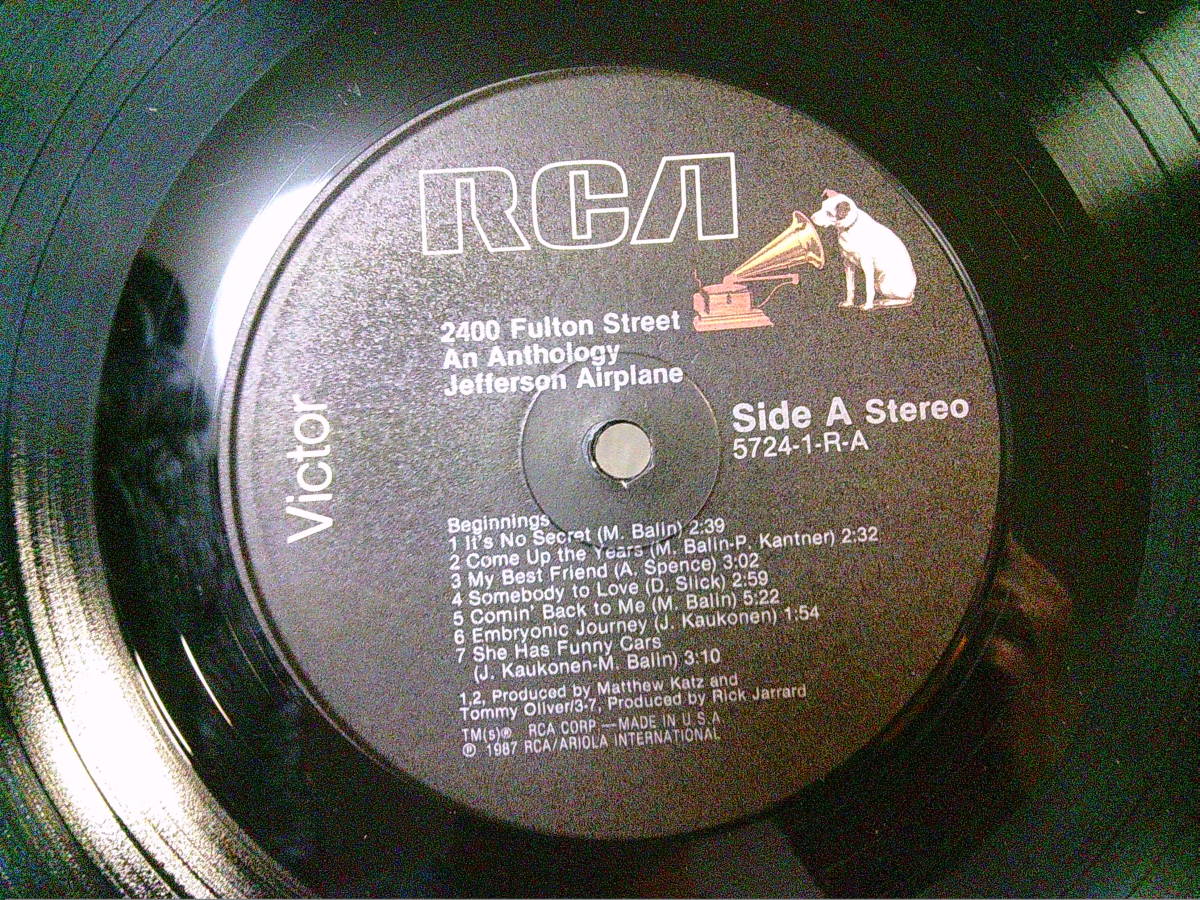 RCA
2400 Fulton Street
An Anthology
Jefferson Airplane
Victor
Side A Stereo
5724-1-R-A
Beginnings
1 It's No Secret (M. Balin) 2:39
2 Come Up the Years (M. Balin-P. Kantner) 2:32
3 My Best Friend (A. Spence) 3:02
4 Somebody to Love (D. Slick) 2:59
5 Comin' Back to Me (M. Balin) 5:22
6 Embryonic Journey (J. Kaukonen) 1:54
7 She Has Funny Cars
(J. Kaukonen-M. Balin) 3:10
1,2, Produced by Matthew Katz and
Tommy Oliver/3-7, Produced by Rick Jarrard
TM(s)® RCA CORP.—MADE IN U.S.A.
℗ 1987 RCA/ARIOLA INTERNATIONAL